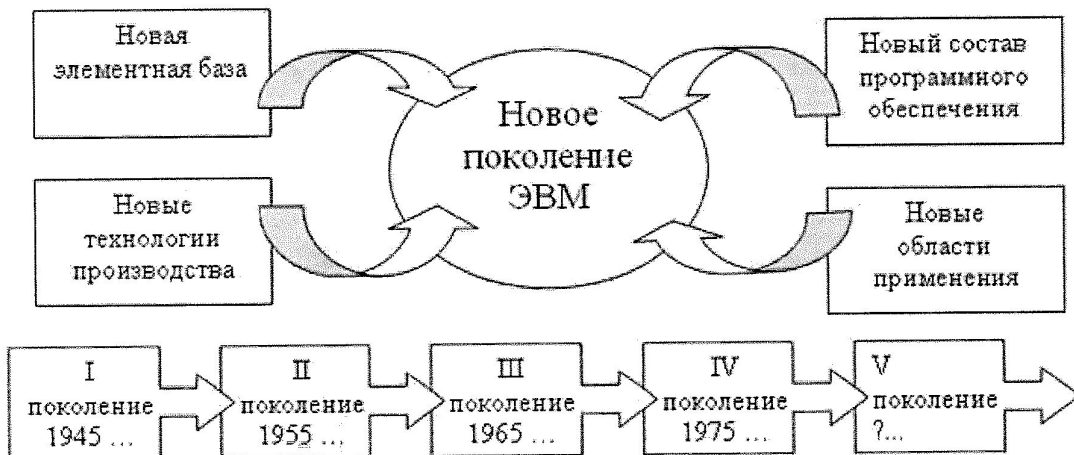 Новая
элементная база
Новый состав
программного
обеспечения
Новое
поколение
ЭВМ
Новые
технологии
производства
Новые
области
применения
I
поколение
1945 ...
II
поколение
1955 ...
III
поколение
1965 ...
IV
поколение
1975 ...
V
поколение
?...